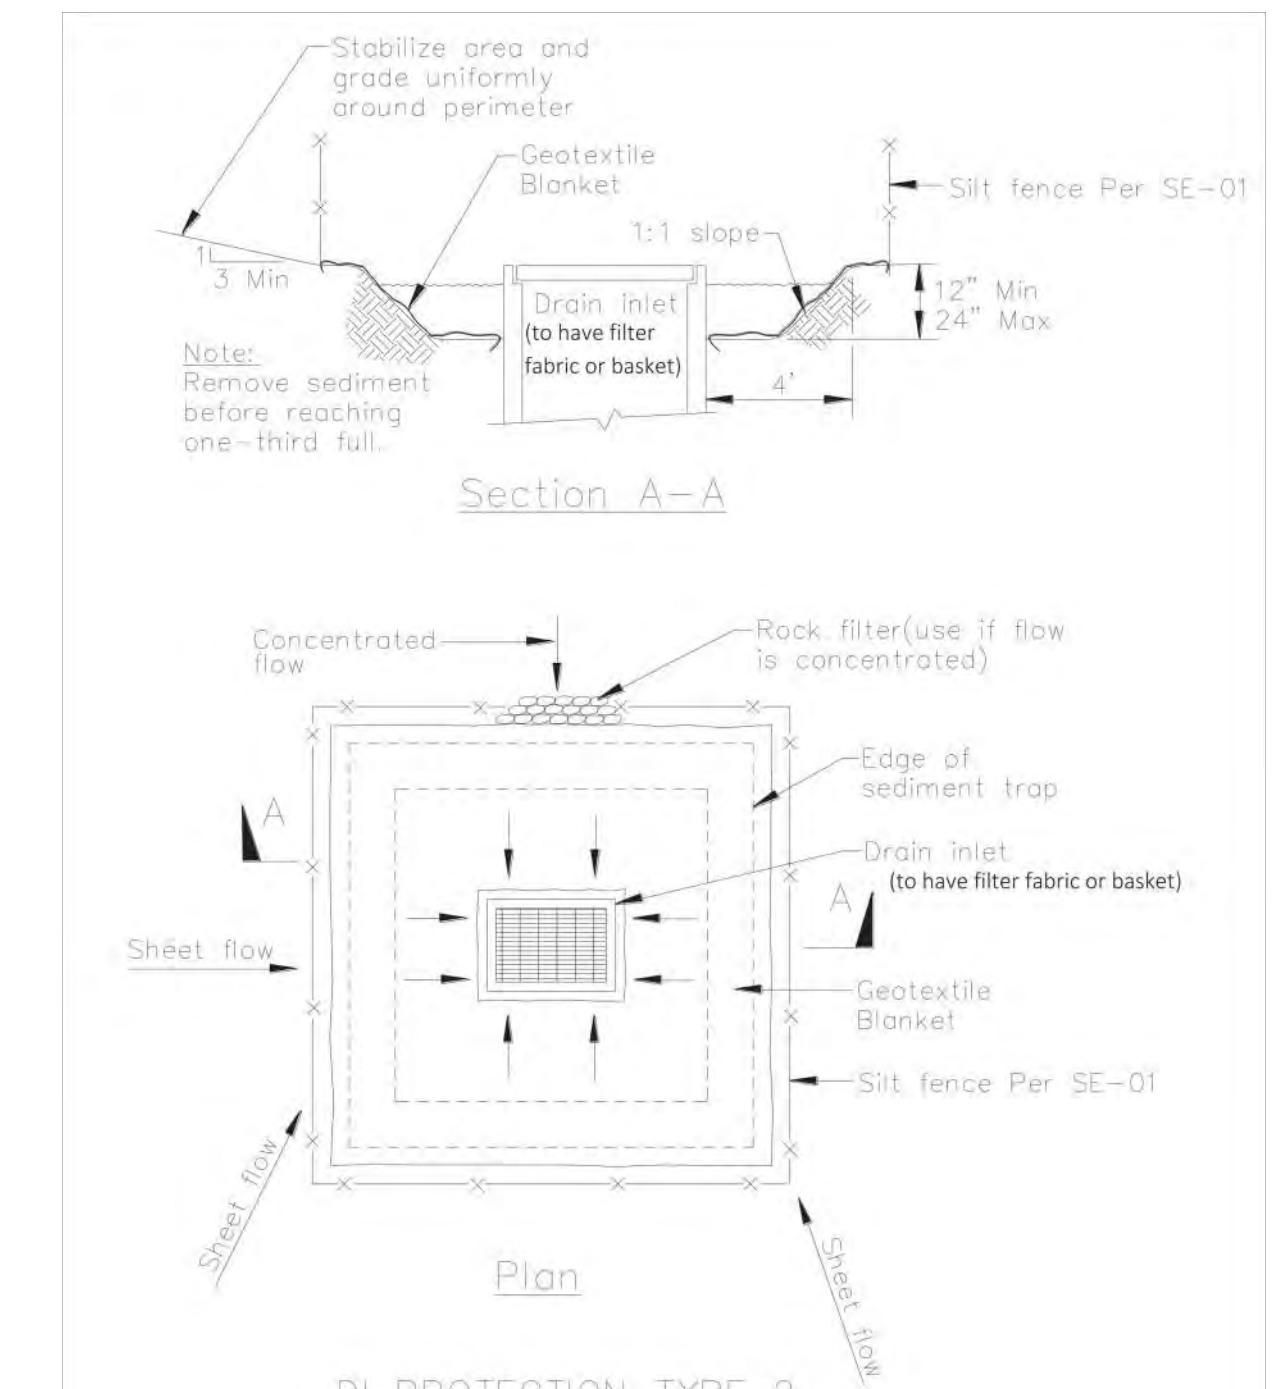 Stabilize area and
grade uniformly
around perimeter
Geotextile
Blanket
Silt fence Per SE-01
1:1 slope
1
3 Min
Drain inlet
(to have filter
fabric or basket)
12" Min
24" Max
4'
Note:
Remove sediment
before reaching
one-third full.
Section A-A
Concentrated
flow
Rock filter(use if flow
is concentrated)
Edge of
sediment trap
A
Drain inlet
(to have filter fabric or basket)
A
Sheet flow
Geotextile
Blanket
Silt fence Per SE-01
Sheet flow
Sheet flow
Plan
DI PROTECTION TYPE 2